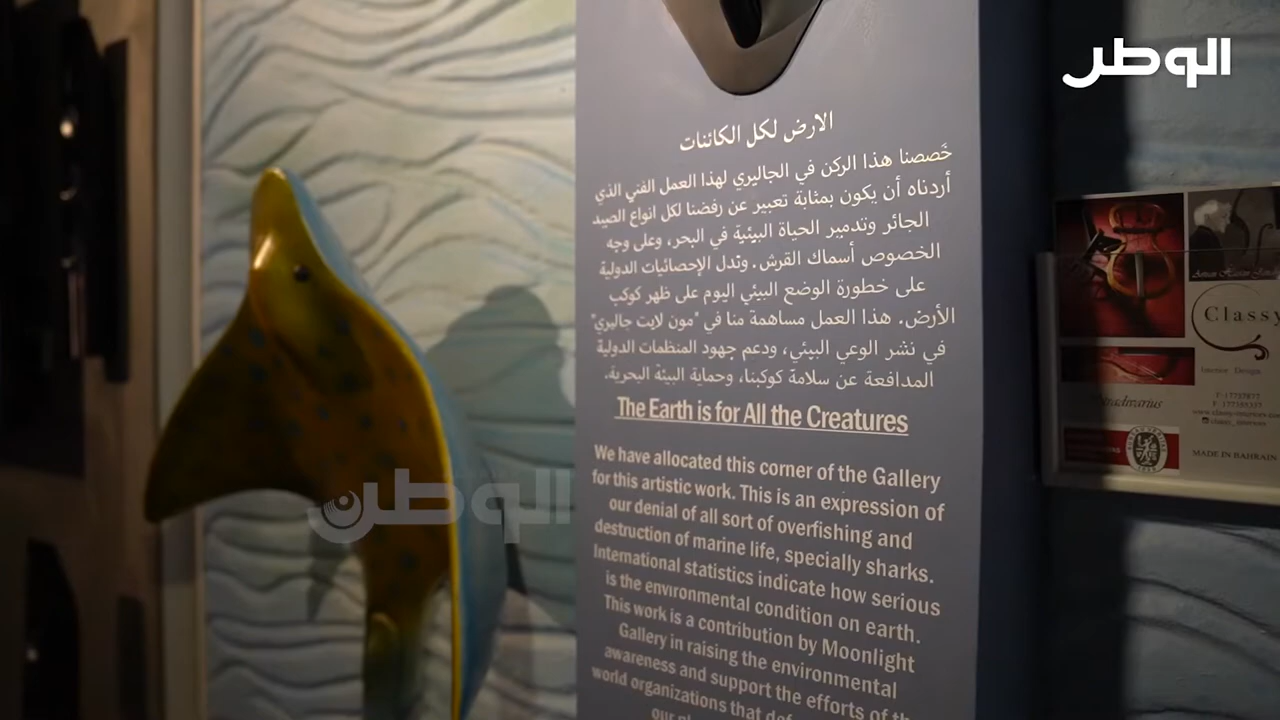 الوطن
الارض لكل الكائنات
خَصصنا هذا الركن في الجاليري لهذا العمل الفني الذي
أردناه أن يكون بمثابة تعبير عن رفضنا لكل انواع الصيد
الجائر وتدمير الحياة البيئية في البحر، وعلى وجه
الخصوص أسماك القرش. وتدل الإحصائيات الدولية
على خطورة الوضع البيئي اليوم على ظهر كوكب
الأرض. هذا العمل مساهمة منا في "مون لايت جاليري"
في نشر الوعي البيئي، ودعم جهود المنظمات الدولية
المدافعة عن سلامة كوكبنا، وحماية البيئة البحرية.
The Earth is for All the Creatures
We have allocated this corner of the Gallery
for this artistic work. This is an expression of
our denial of all sort of overfishing and
destruction of marine life, specially sharks.
International statistics indicate how serious
is the environmental condition on earth.
This work is a contribution by Moonlight
Gallery in raising the environmental
awareness and support the efforts of
world organizations that
our
الوطن
Classy
Interior Design
MADE IN BAHRAIN